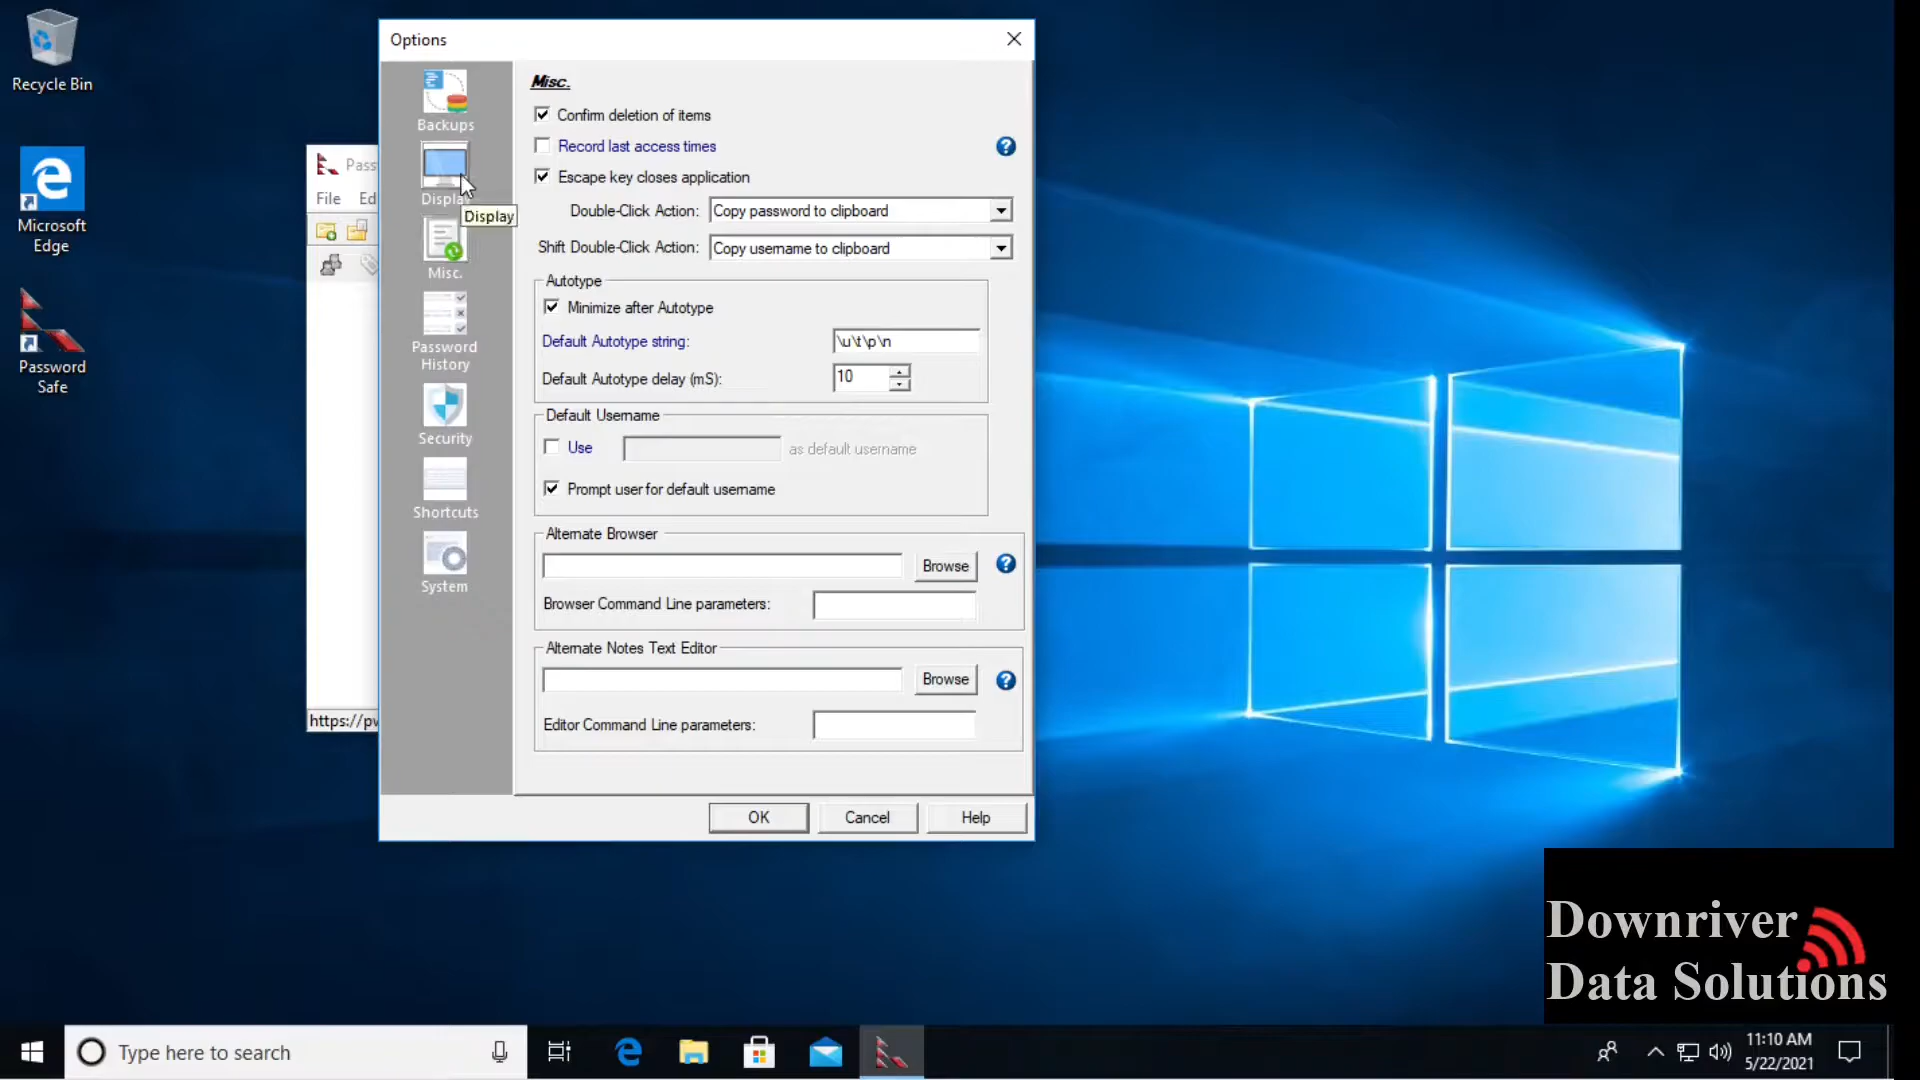 Recycle Bin
Microsoft
Edge
Password
Safe
Pass
File Ed
https://pw
Options
Backups
Display
Display
Misc.
Password
History
Security
Shortcuts
System
Misc.
Confirm deletion of items
Record last access times
Escape key closes application
Double-Click Action: Copy password to clipboard
Shift Double-Click Action: Copy username to clipboard
Autotype
Minimize after Autotype
Default Autotype string: \u\t\p\n
Default Autotype delay (mS): 10
Default Username
Use as default username
Prompt user for default username
Alternate Browser
Browse
Browser Command Line parameters:
Alternate Notes Text Editor
Browse
Editor Command Line parameters:
OK Cancel Help
Downriver
Data Solutions
Type here to search
11:10 AM
5/22/2021